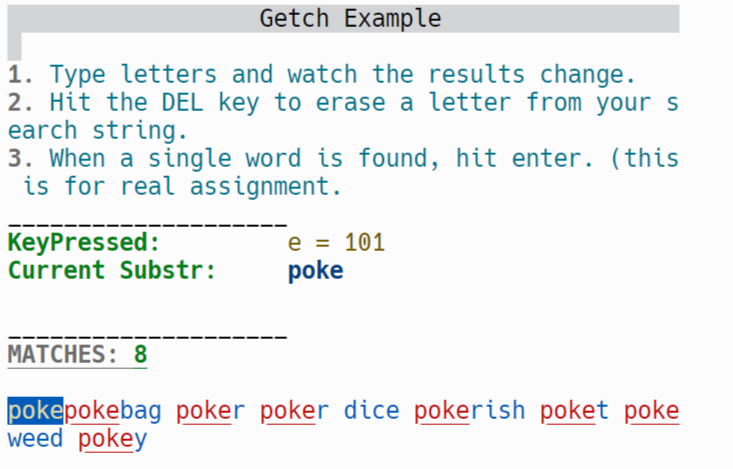 Getch Example
1. Type letters and watch the results change.
2. Hit the DEL key to erase a letter from your s
earch string.
3. When a single word is found, hit enter. (this
 is for real assignment.
____________________
KeyPressed: e = 101
Current Substr: poke
____________________
MATCHES: 8
pokepokebag poker poker dice pokerish poket poke
weed pokey